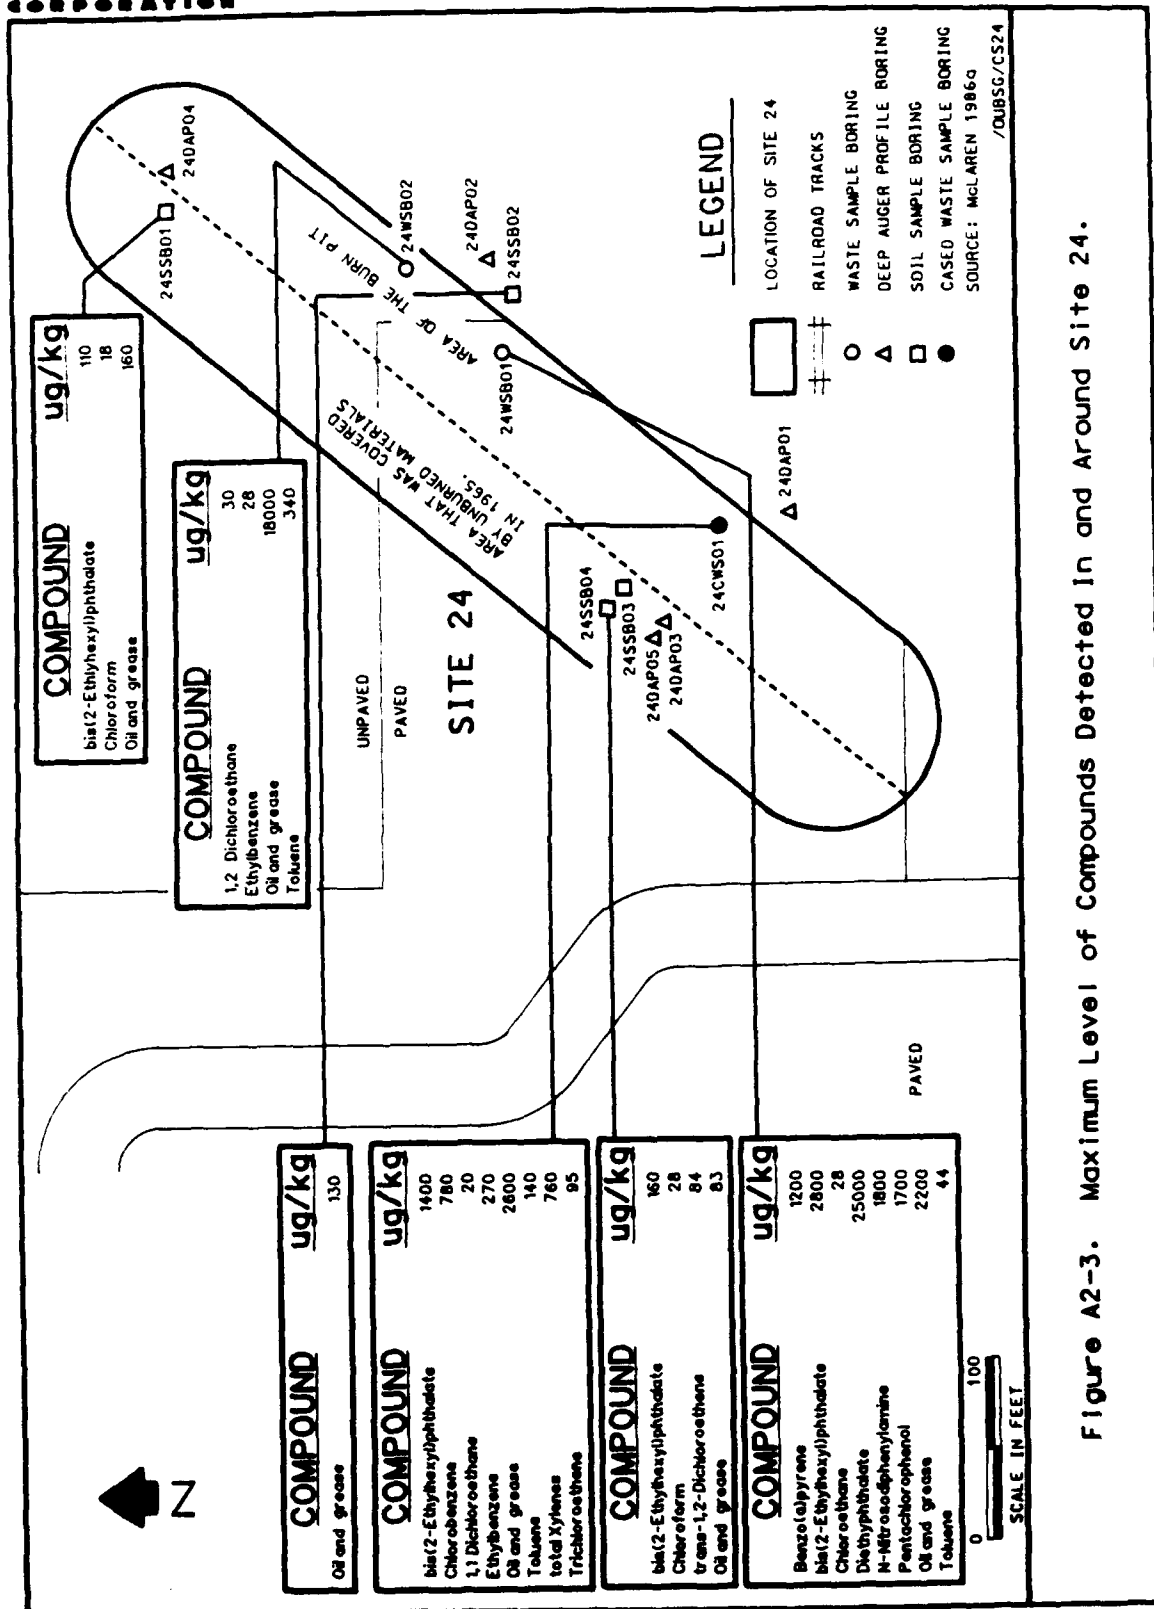 CORPORATION
COMPOUND ug/kg
bis(2-Ethlyhexyl)phthalate 110
Chloroform 18
Oil and grease 160
COMPOUND ug/kg
1,2 Dichloroethane 30
Ethylbenzene 28
Oil and grease 18000
Toluene 340
COMPOUND ug/kg
Oil and grease 130
COMPOUND ug/kg
bis(2-Ethylhexyl)phthalate 1400
Chlorobenzene 780
1,1 Dichloroethane 20
Ethylbenzene 270
Oil and grease 2600
Toluene 140
total Xylenes 760
Trichloroethene 95
COMPOUND ug/kg
bis(2-Ethylhexyl)phthalate 160
Chloroform 28
trans-1,2-Dichloroethene 84
Oil and grease 83
COMPOUND ug/kg
Benzo(a)pyrene 1200
bis(2-Ethylhexyl)phthalate 2800
Chloroethane 28
Diethyphthalate 25000
N-Nitrosodiphenylamine 1800
Pentachlorophenol 1700
Oil and grease 2200
Toluene 44
N
UNPAVED
PAVED
SITE 24
PAVED
24SSB01
24DAP04
24WSB02
24DAP02
24SSB02
24WSB01
AREA OF THE BURN PIT
AREA THAT WAS COVERED
BY UNBURNED MATERIALS
IN 1965.
24SSB04
24SSB03
24DAP05
24DAP03
24CWS01
24DAP01
LEGEND
LOCATION OF SITE 24
RAILROAD TRACKS
WASTE SAMPLE BORING
DEEP AUGER PROFILE BORING
SOIL SAMPLE BORING
CASED WASTE SAMPLE BORING
SOURCE: McLAREN 1986a
/OUBSG/CS24
0 100
SCALE IN FEET
Figure A2-3. Maximum Level of Compounds Detected In and Around Site 24.